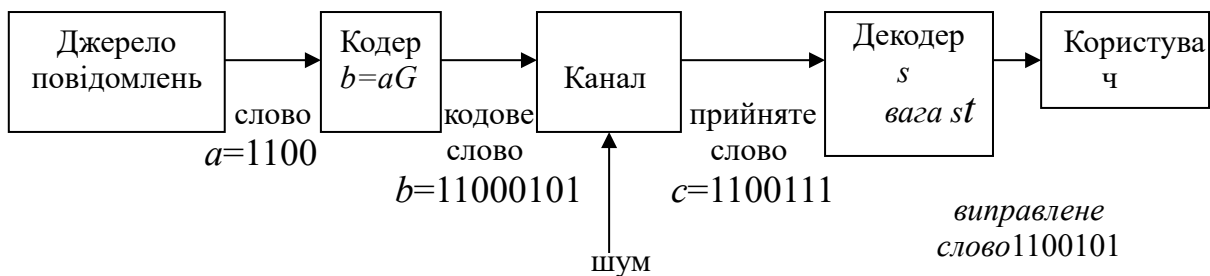 Джерело
повідомлень
Кодер
b=aG
Канал
Декодер
s
вага st
Користува
ч
слово
a=1100
кодове
слово
b=11000101
прийняте
слово
c=1100111
виправлене
слово1100101
шум